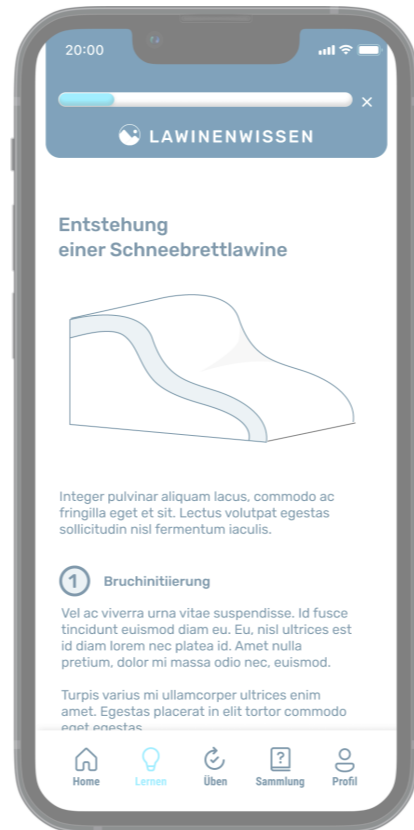 20:00
×
LAWINENWISSEN
Entstehung
einer Schneebrettlawine
Integer pulvinar aliquam lacus, commodo ac
fringilla eget et sit. Lectus volutpat egestas
sollicitudin nisl fermentum iaculis.
1 Bruchinitiierung
Vel ac viverra urna vitae suspendisse. Id fusce
tincidunt euismod diam eu. Eu, nisl ultrices est
id diam lorem nec platea id. Amet nulla
pretium, dolor mi massa odio nec, euismod.
Turpis varius mi ullamcorper ultrices enim
amet. Egestas placerat in elit tortor commodo
eget egestas
Home Lernen Üben Sammlung Profil